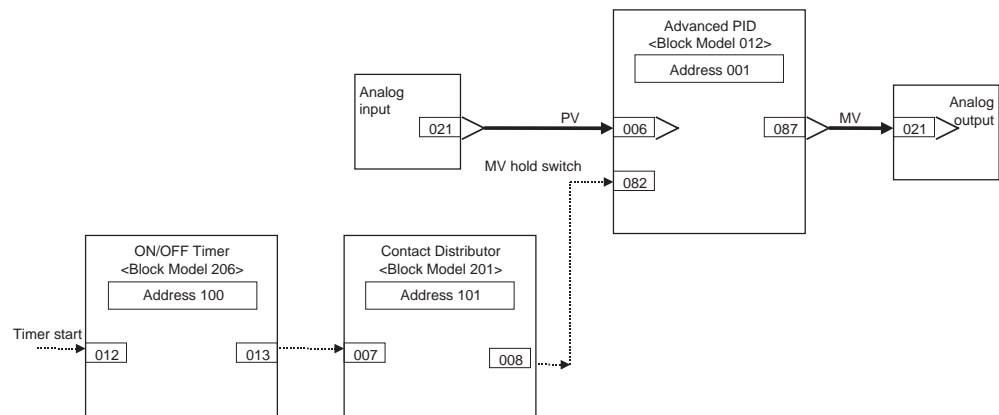 Advanced PID
<Block Model 012>
Address 001
Analog
input
021
PV
006
087
MV
021
Analog
output
MV hold switch
082
ON/OFF Timer
<Block Model 206>
Address 100
Contact Distributor
<Block Model 201>
Address 101
Timer start
012
013
007
008